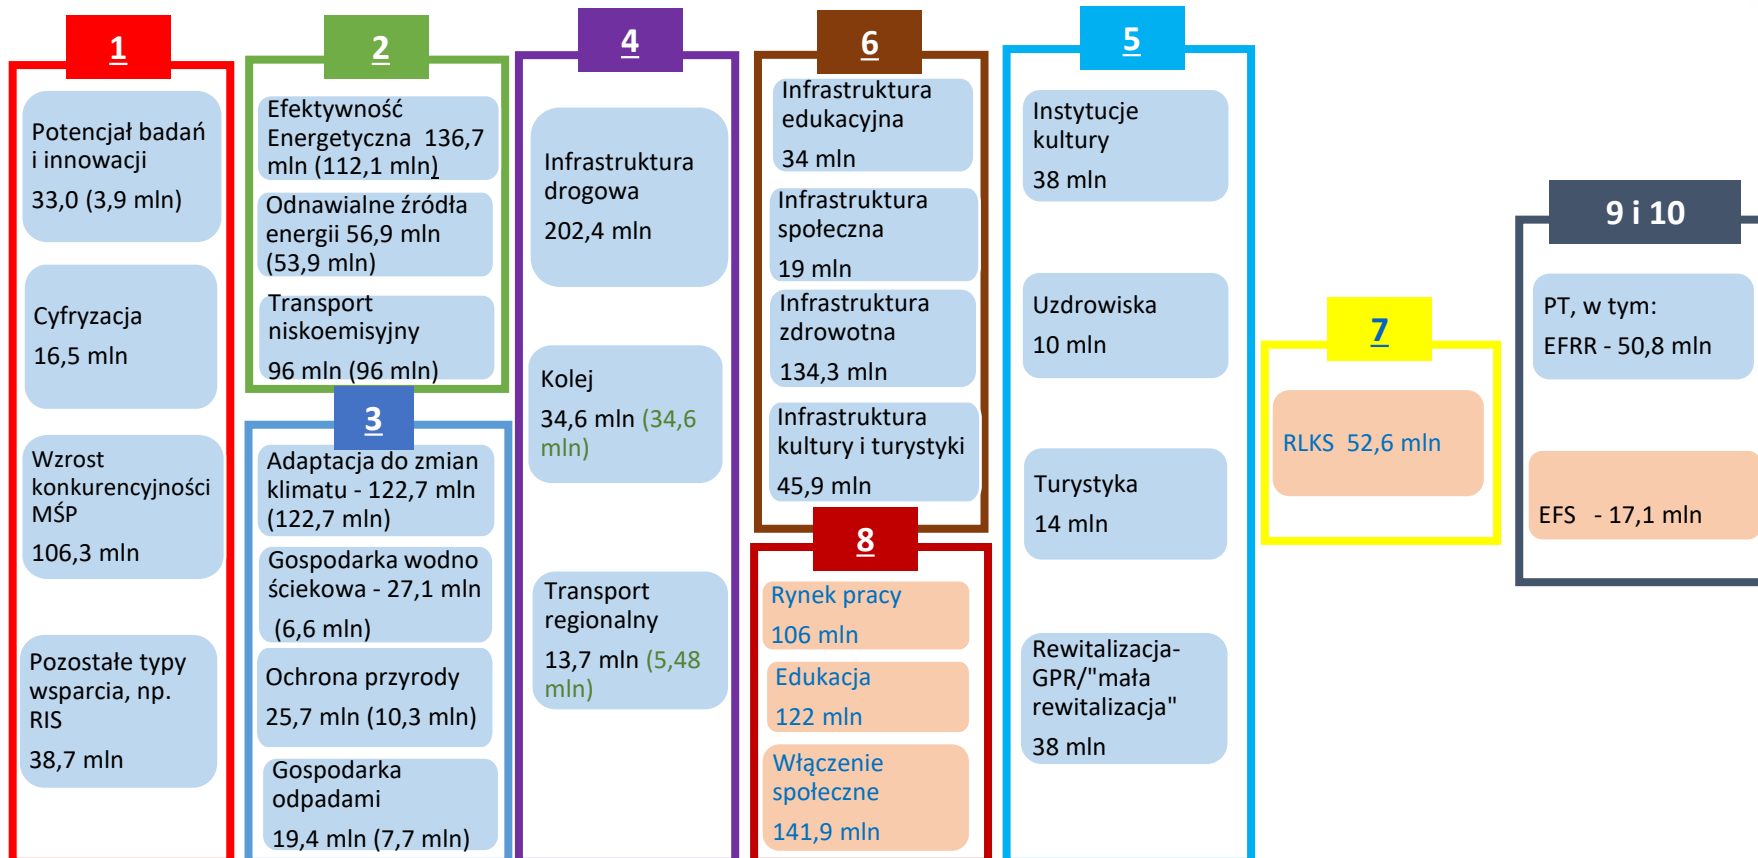 1
Potencjał badań
i innowacji
33,0 (3,9 mln)
Cyfryzacja
16,5 mln
Wzrost
konkurencyjności
MŚP
106,3 mln
Pozostałe typy
wsparcia, np.
RIS
38,7 mln
2
Efektywność
Energetyczna 136,7
mln (112,1 mln)
Odnawialne źródła
energii 56,9 mln
(53,9 mln)
Transport
niskoemisyjny
96 mln (96 mln)
3
Adaptacja do zmian
klimatu - 122,7 mln
(122,7 mln)
Gospodarka wodno
ściekowa - 27,1 mln
(6,6 mln)
Ochrona przyrody
25,7 mln (10,3 mln)
Gospodarka
odpadami
19,4 mln (7,7 mln)
4
Infrastruktura
drogowa
202,4 mln
Kolej
34,6 mln (34,6
mln)
Transport
regionalny
13,7 mln (5,48
mln)
6
Infrastruktura
edukacyjna
34 mln
Infrastruktura
społeczna
19 mln
Infrastruktura
zdrowotna
134,3 mln
Infrastruktura
kultury i turystyki
45,9 mln
8
Rynek pracy
106 mln
Edukacja
122 mln
Włączenie
społeczne
141,9 mln
5
Instytucje
kultury
38 mln
Uzdrowiska
10 mln
Turystyka
14 mln
Rewitalizacja-
GPR/"mała
rewitalizacja"
38 mln
7
RLKS 52,6 mln
9 i 10
PT, w tym:
EFRR - 50,8 mln
EFS - 17,1 mln